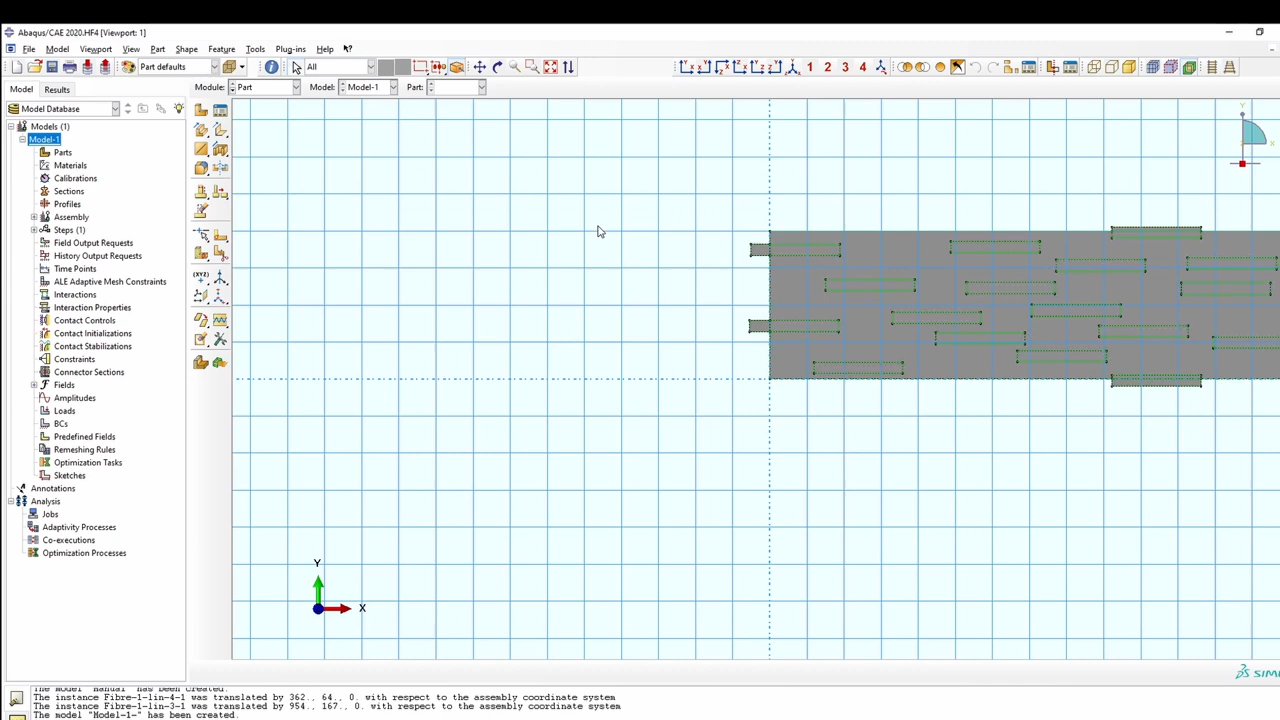 Abaqus/CAE 2020.HF4 [Viewport: 1]
File Model Viewport View Part Shape Feature Tools Plug-ins Help
Part defaults
All
1 2 3 4
Model Results
Module: Part Model: Model-1 Part:
Model Database
Models (1)
Model-1
Parts
Materials
Calibrations
Sections
Profiles
Assembly
Steps (1)
Field Output Requests
History Output Requests
Time Points
ALE Adaptive Mesh Constraints
Interactions
Interaction Properties
Contact Controls
Contact Initializations
Contact Stabilizations
Constraints
Connector Sections
Fields
Amplitudes
Loads
BCs
Predefined Fields
Remeshing Rules
Optimization Tasks
Sketches
Annotations
Analysis
Jobs
Adaptivity Processes
Co-executions
Optimization Processes
(XYZ)
Y
X
Y
X
The model "Manual" has been created.
The instance Fibre-1-lin-4-1 was translated by 362., 64., 0. with respect to the assembly coordinate system
The instance Fibre-1-lin-3-1 was translated by 954., 167., 0. with respect to the assembly coordinate system
The model "Model-1-" has been created.